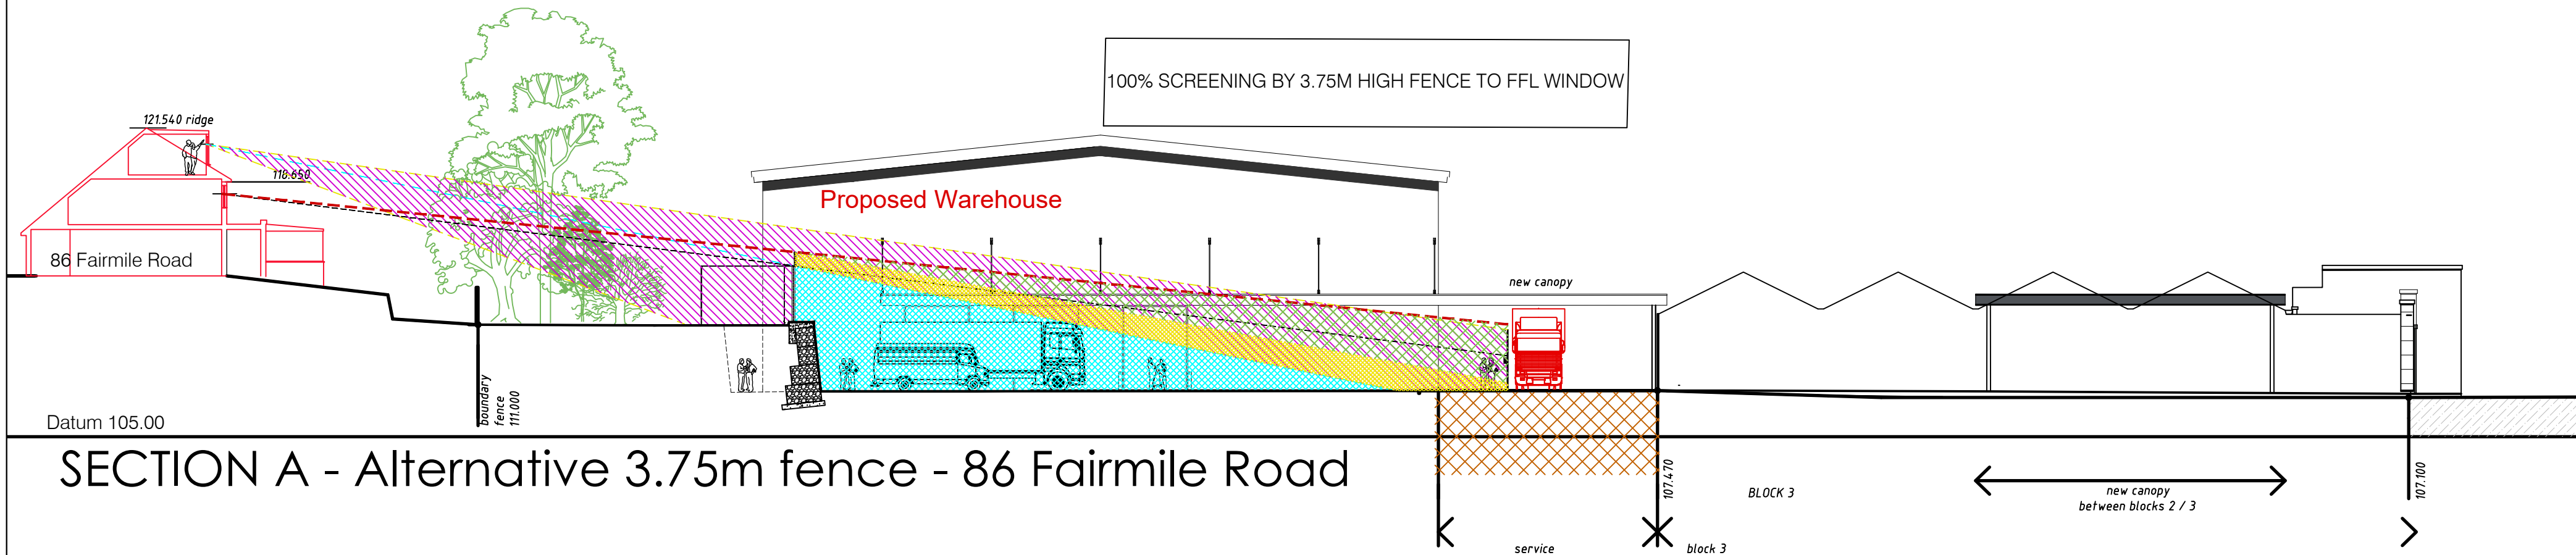 100% SCREENING BY 3.75M HIGH FENCE TO FFL WINDOW
121.540 ridge
118.650
Proposed Warehouse
86 Fairmile Road
new canopy
boundary
fence
111.000
Datum 105.00
SECTION A - Alternative 3.75m fence - 86 Fairmile Road
107.470
BLOCK 3
new canopy
between blocks 2 / 3
107.100
service
block 3